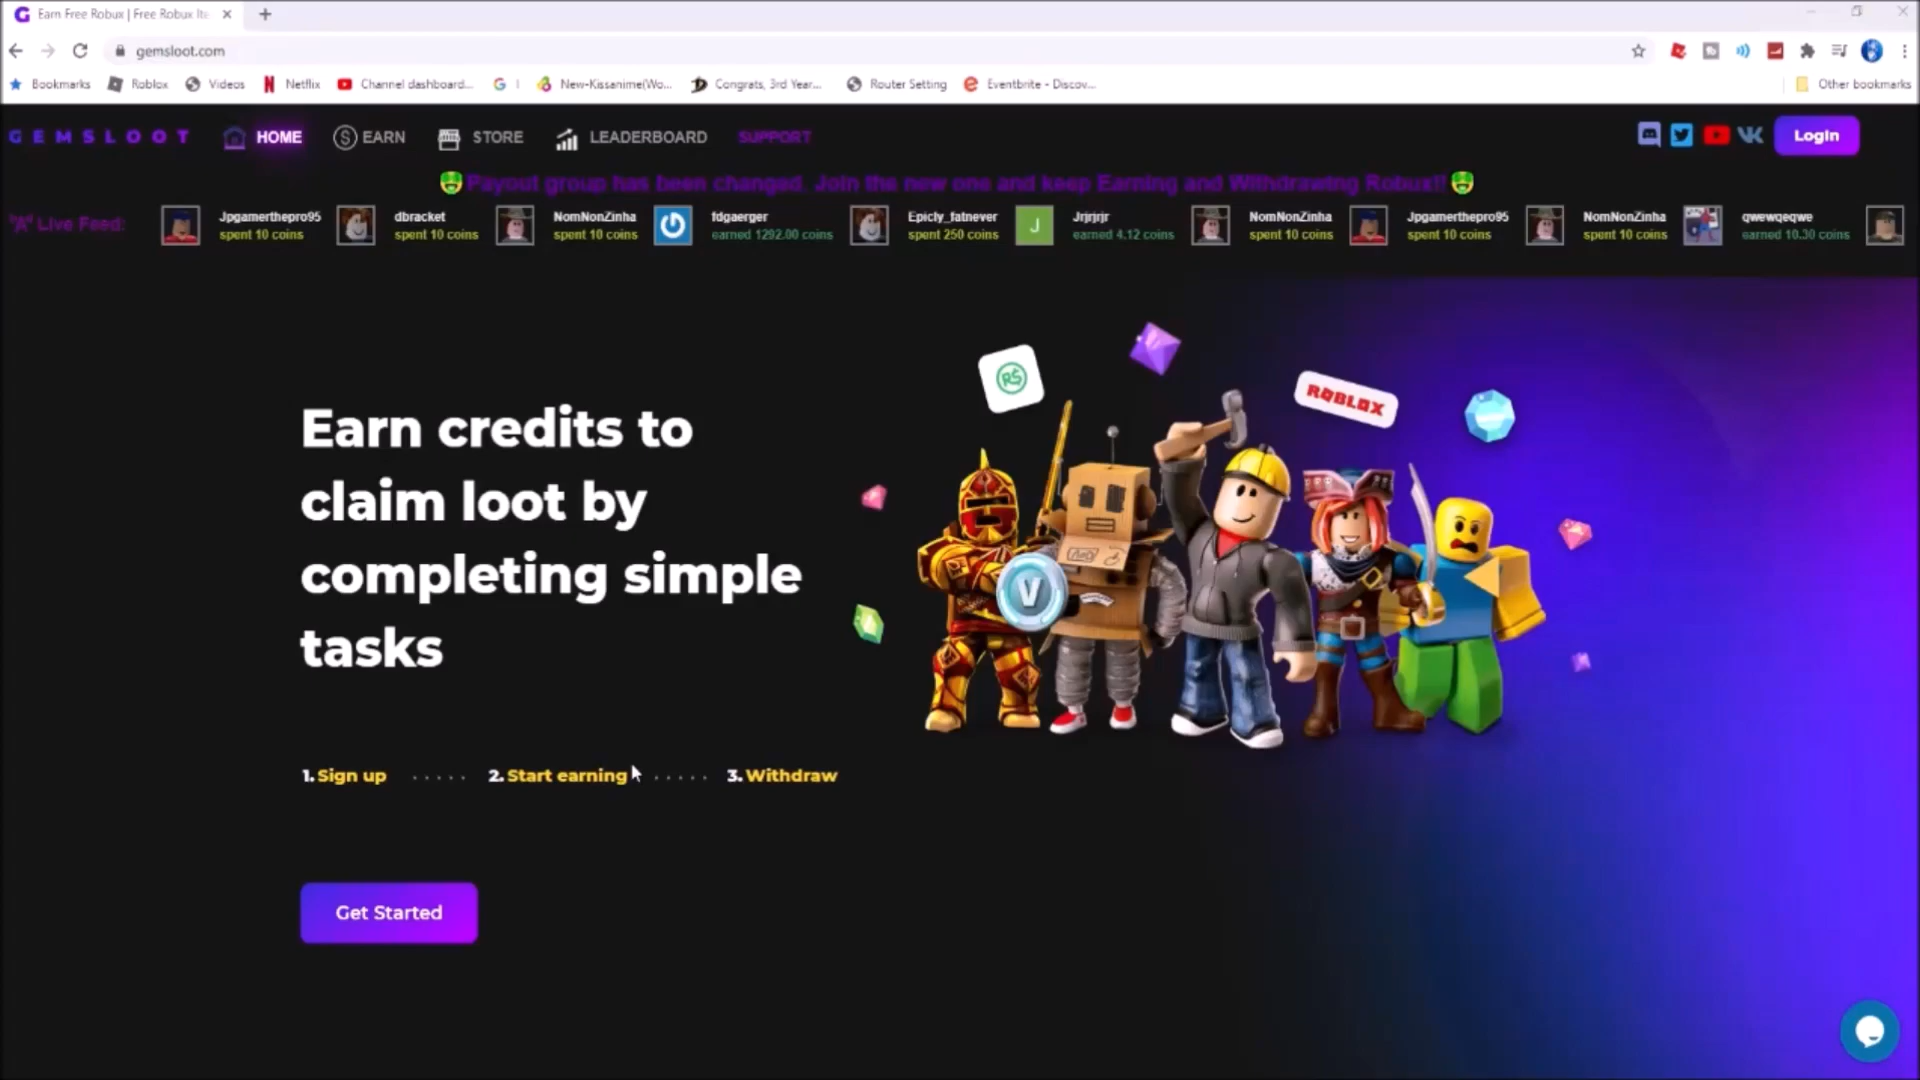 Earn Free Robux | Free Robux Ite
gemsloot.com
Bookmarks Roblox Videos Netflix Channel dashboard... New-Kissanime(Wo... Congrats, 3rd Year... Router Setting Eventbrite - Discov... Other bookmarks
GEMSLOOT HOME EARN STORE LEADERBOARD SUPPORT Login
Payout group has been changed. Join the new one and keep Earning and Withdrawing Robux!!
Live Feed:
Jpgamerthepro95
spent 10 coins
dbracket
spent 10 coins
NomNonZinha
spent 10 coins
fdgaerger
earned 1292.00 coins
Epicly_fatnever
spent 250 coins
J
Jrjrjrjr
earned 4.12 coins
NomNonZinha
spent 10 coins
Jpgamerthepro95
spent 10 coins
NomNonZinha
spent 10 coins
qwewqeqwe
earned 10.30 coins
R$
ROBLOX
V
Earn credits to
claim loot by
completing simple
tasks
1. Sign up ..... 2. Start earning ..... 3. Withdraw
Get Started